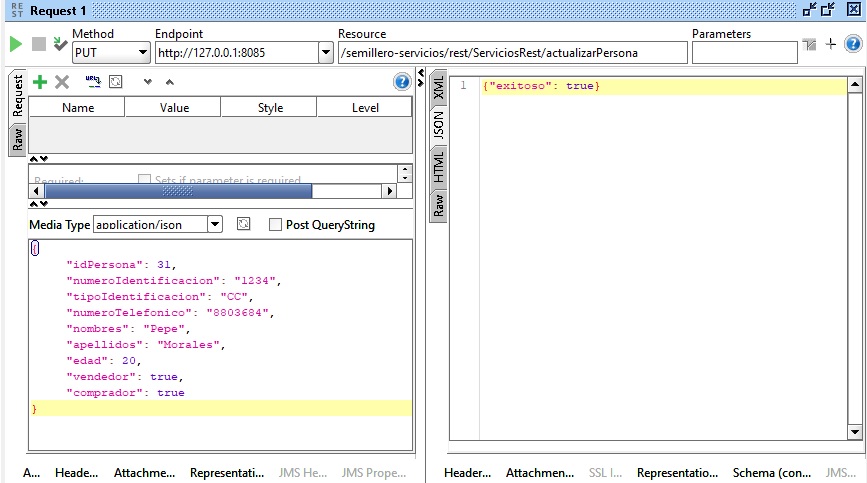 RE
ST
Request 1
Method
Endpoint
Resource
Parameters
PUT
http://127.0.0.1:8085
/semillero-servicios/rest/ServiciosRest/actualizarPersona
Request
Raw
Name Value Style Level
Required: Sets if parameter is required
Media Type application/json Post QueryString
{
"idPersona": 31,
"numeroIdentificacion": "1234",
"tipoIdentificacion": "CC",
"numeroTelefonico": "8803684",
"nombres": "Pepe",
"apellidos": "Morales",
"edad": 20,
"vendedor": true,
"comprador": true
}
A... Heade... Attachme... Representati... JMS He... JMS Prope...
XML
JSON
HTML
Raw
1 {"exitoso": true}
Header... Attachmen... SSL I... Representatio... Schema (con... JMS...